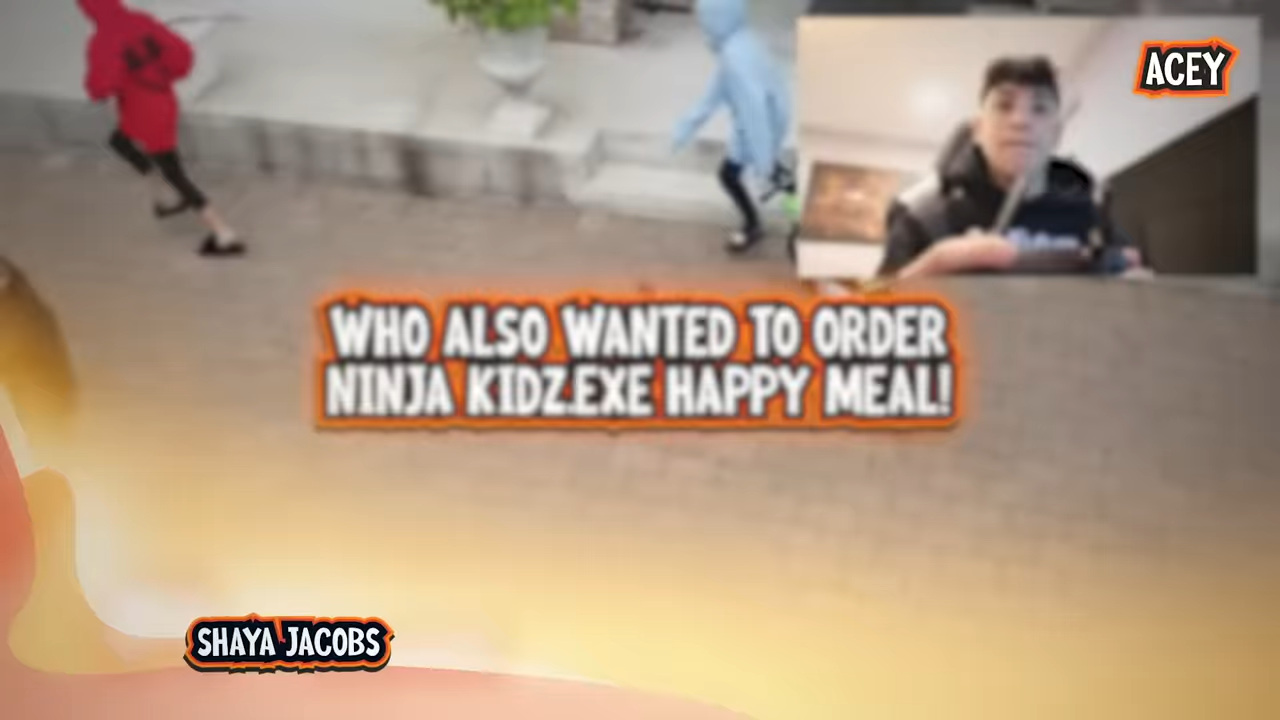 ACEY
WHO ALSO WANTED TO ORDER
NINJA KIDZ.EXE HAPPY MEAL!
SHAYA JACOBS